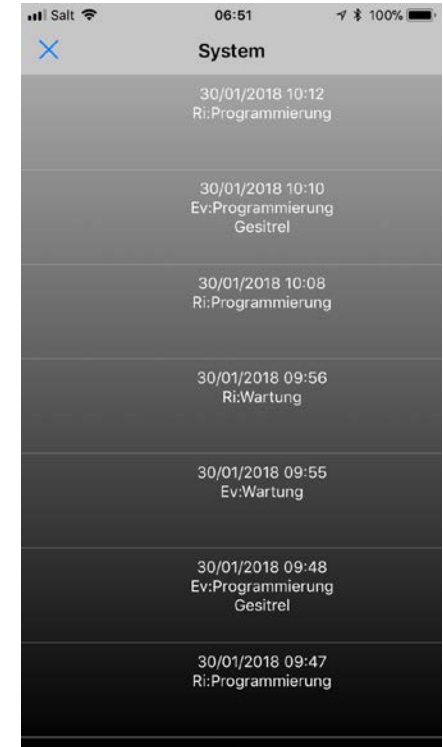 Salt 06:51 100%
System
30/01/2018 10:12
Ri:Programmierung
30/01/2018 10:10
Ev:Programmierung
Gesitrel
30/01/2018 10:08
Ri:Programmierung
30/01/2018 09:56
Ri:Wartung
30/01/2018 09:55
Ev:Wartung
30/01/2018 09:48
Ev:Programmierung
Gesitrel
30/01/2018 09:47
Ri:Programmierung